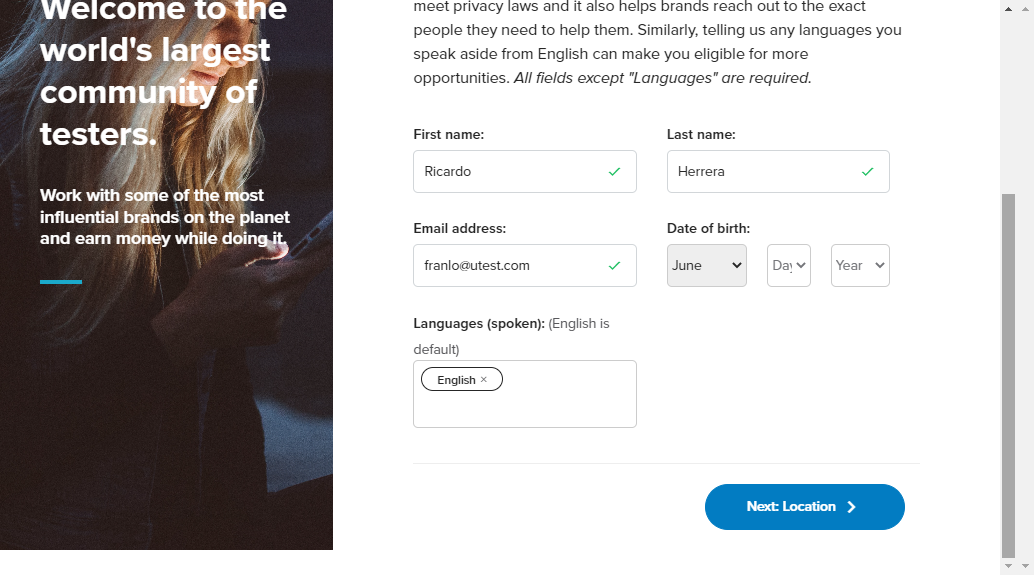 Welcome to the
world's largest
community of
testers.
Work with some of the most
influential brands on the planet
and earn money while doing it.
meet privacy laws and it also helps brands reach out to the exact
people they need to help them. Similarly, telling us any languages you
speak aside from English can make you eligible for more
opportunities. All fields except "Languages" are required.
First name:
Last name:
Ricardo
Herrera
Email address:
Date of birth:
franlo@utest.com
June
Day
Year
Languages (spoken): (English is
default)
English ×
Next: Location